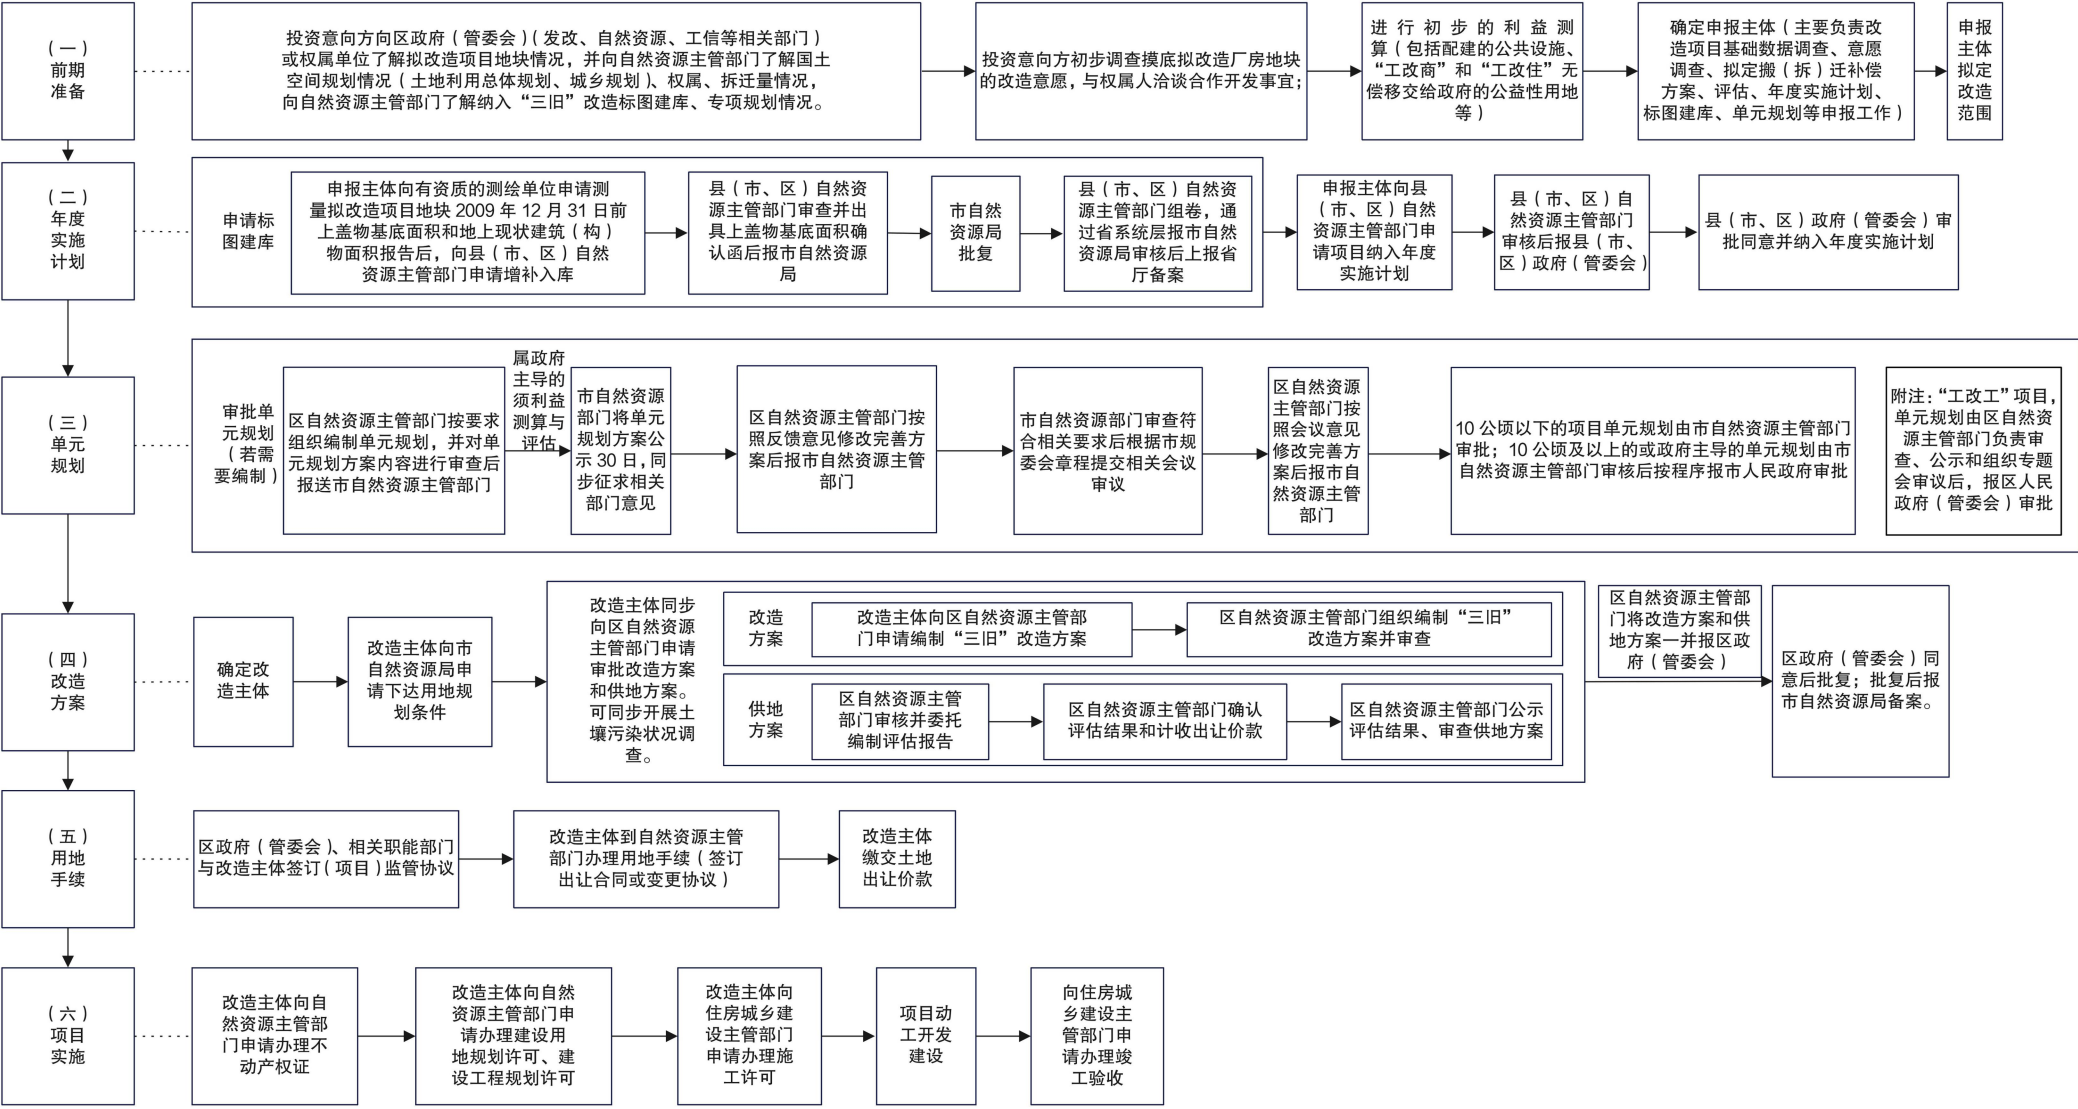 (一)
前期
准备
投资意向方向区政府(管委会)(发改、自然资源、工信等相关部门)
或权属单位了解拟改造项目地块情况，并向自然资源主管部门了解国土
空间规划情况(土地利用总体规划、城乡规划)、权属、拆迁量情况，
向自然资源主管部门了解纳入“三旧”改造标图建库、专项规划情况。
投资意向方初步调查摸底拟改造厂房地块
的改造意愿，与权属人洽谈合作开发事宜；
进行初步的利益测
算(包括配建的公共设施、
“工改商”和“工改住”无
偿移交给政府的公益性用地
等)
确定申报主体(主要负责改
造项目基础数据调查、意愿
调查、拟定搬(拆)迁补偿
方案、评估、年度实施计划、
标图建库、单元规划等申报工作)
申报
主体
拟定
改造
范围
(二)
年度
实施
计划
申请标
图建库
申报主体向有资质的测绘单位申请测
量拟改造项目地块 2009 年 12 月 31 日前
上盖物基底面积和地上现状建筑(构)
物面积报告后，向县(市、区)自然
资源主管部门申请增补入库
县(市、区)自然资
源主管部门审查并出
具上盖物基底面积确
认函后报市自然资源
局
市自然
资源局
批复
县(市、区)自然资
源主管部门组卷，通
过省系统层报市自然
资源局审核后上报省
厅备案
申报主体向县
(市、区)自然
资源主管部门申
请项目纳入年度
实施计划
县(市、区)自
然资源主管部门
审核后报县(市、
区)政府(管委会)
县(市、区)政府(管委会)审
批同意并纳入年度实施计划
(三)
单元
规划
审批单
元规划
(若需
要编制)
区自然资源主管部门按要求
组织编制单元规划，并对单
元规划方案内容进行审查后
报送市自然资源主管部门
属政府
主导的
须利益
测算与
评估
市自然资源
部门将单元
规划方案公
示 30 日，同
步征求相关
部门意见
区自然资源主管部门按
照反馈意见修改完善方
案后报市自然资源主管
部门
市自然资源部门审查符
合相关要求后根据市规
委会章程提交相关会议
审议
区自然资源
主管部门按
照会议意见
修改完善方
案后报市自
然资源主管
部门
10 公顷以下的项目单元规划由市自然资源主管部门
审批；10 公顷及以上的或政府主导的单元规划由市
自然资源主管部门审核后按程序报市人民政府审批
附注：“工改工”项目，
单元规划由区自然资
源主管部门负责审
查、公示和组织专题
会审议后，报区人民
政府(管委会)审批
(四)
改造
方案
确定改
造主体
改造主体向市
自然资源局申
请下达用地规
划条件
改造主体同步
向区自然资源
主管部门申请
审批改造方案
和供地方案。
可同步开展土
壤污染状况调
查。
改造
方案
改造主体向区自然资源主管部
门申请编制“三旧”改造方案
区自然资源主管部门组织编制“三旧”
改造方案并审查
供地
方案
区自然资源主管
部门审核并委托
编制评估报告
区自然资源主管部门确认
评估结果和计收出让价款
区自然资源主管部门公示
评估结果、审查供地方案
区自然资源主管部
门将改造方案和供
地方案一并报区政
府(管委会)
区政府(管委会)同
意后批复；批复后报
市自然资源局备案。
(五)
用地
手续
区政府(管委会)、相关职能部门
与改造主体签订(项目)监管协议
改造主体到自然资源主管
部门办理用地手续(签订
出让合同或变更协议)
改造主体
缴交土地
出让价款
(六)
项目
实施
改造主体向自
然资源主管部
门申请办理不
动产权证
改造主体向自然
资源主管部门申
请办理建设用
地规划许可、建
设工程规划许可
改造主体向
住房城乡建
设主管部门
申请办理施
工许可
项目动
工开发
建设
向住房城
乡建设主
管部门申
请办理竣
工验收